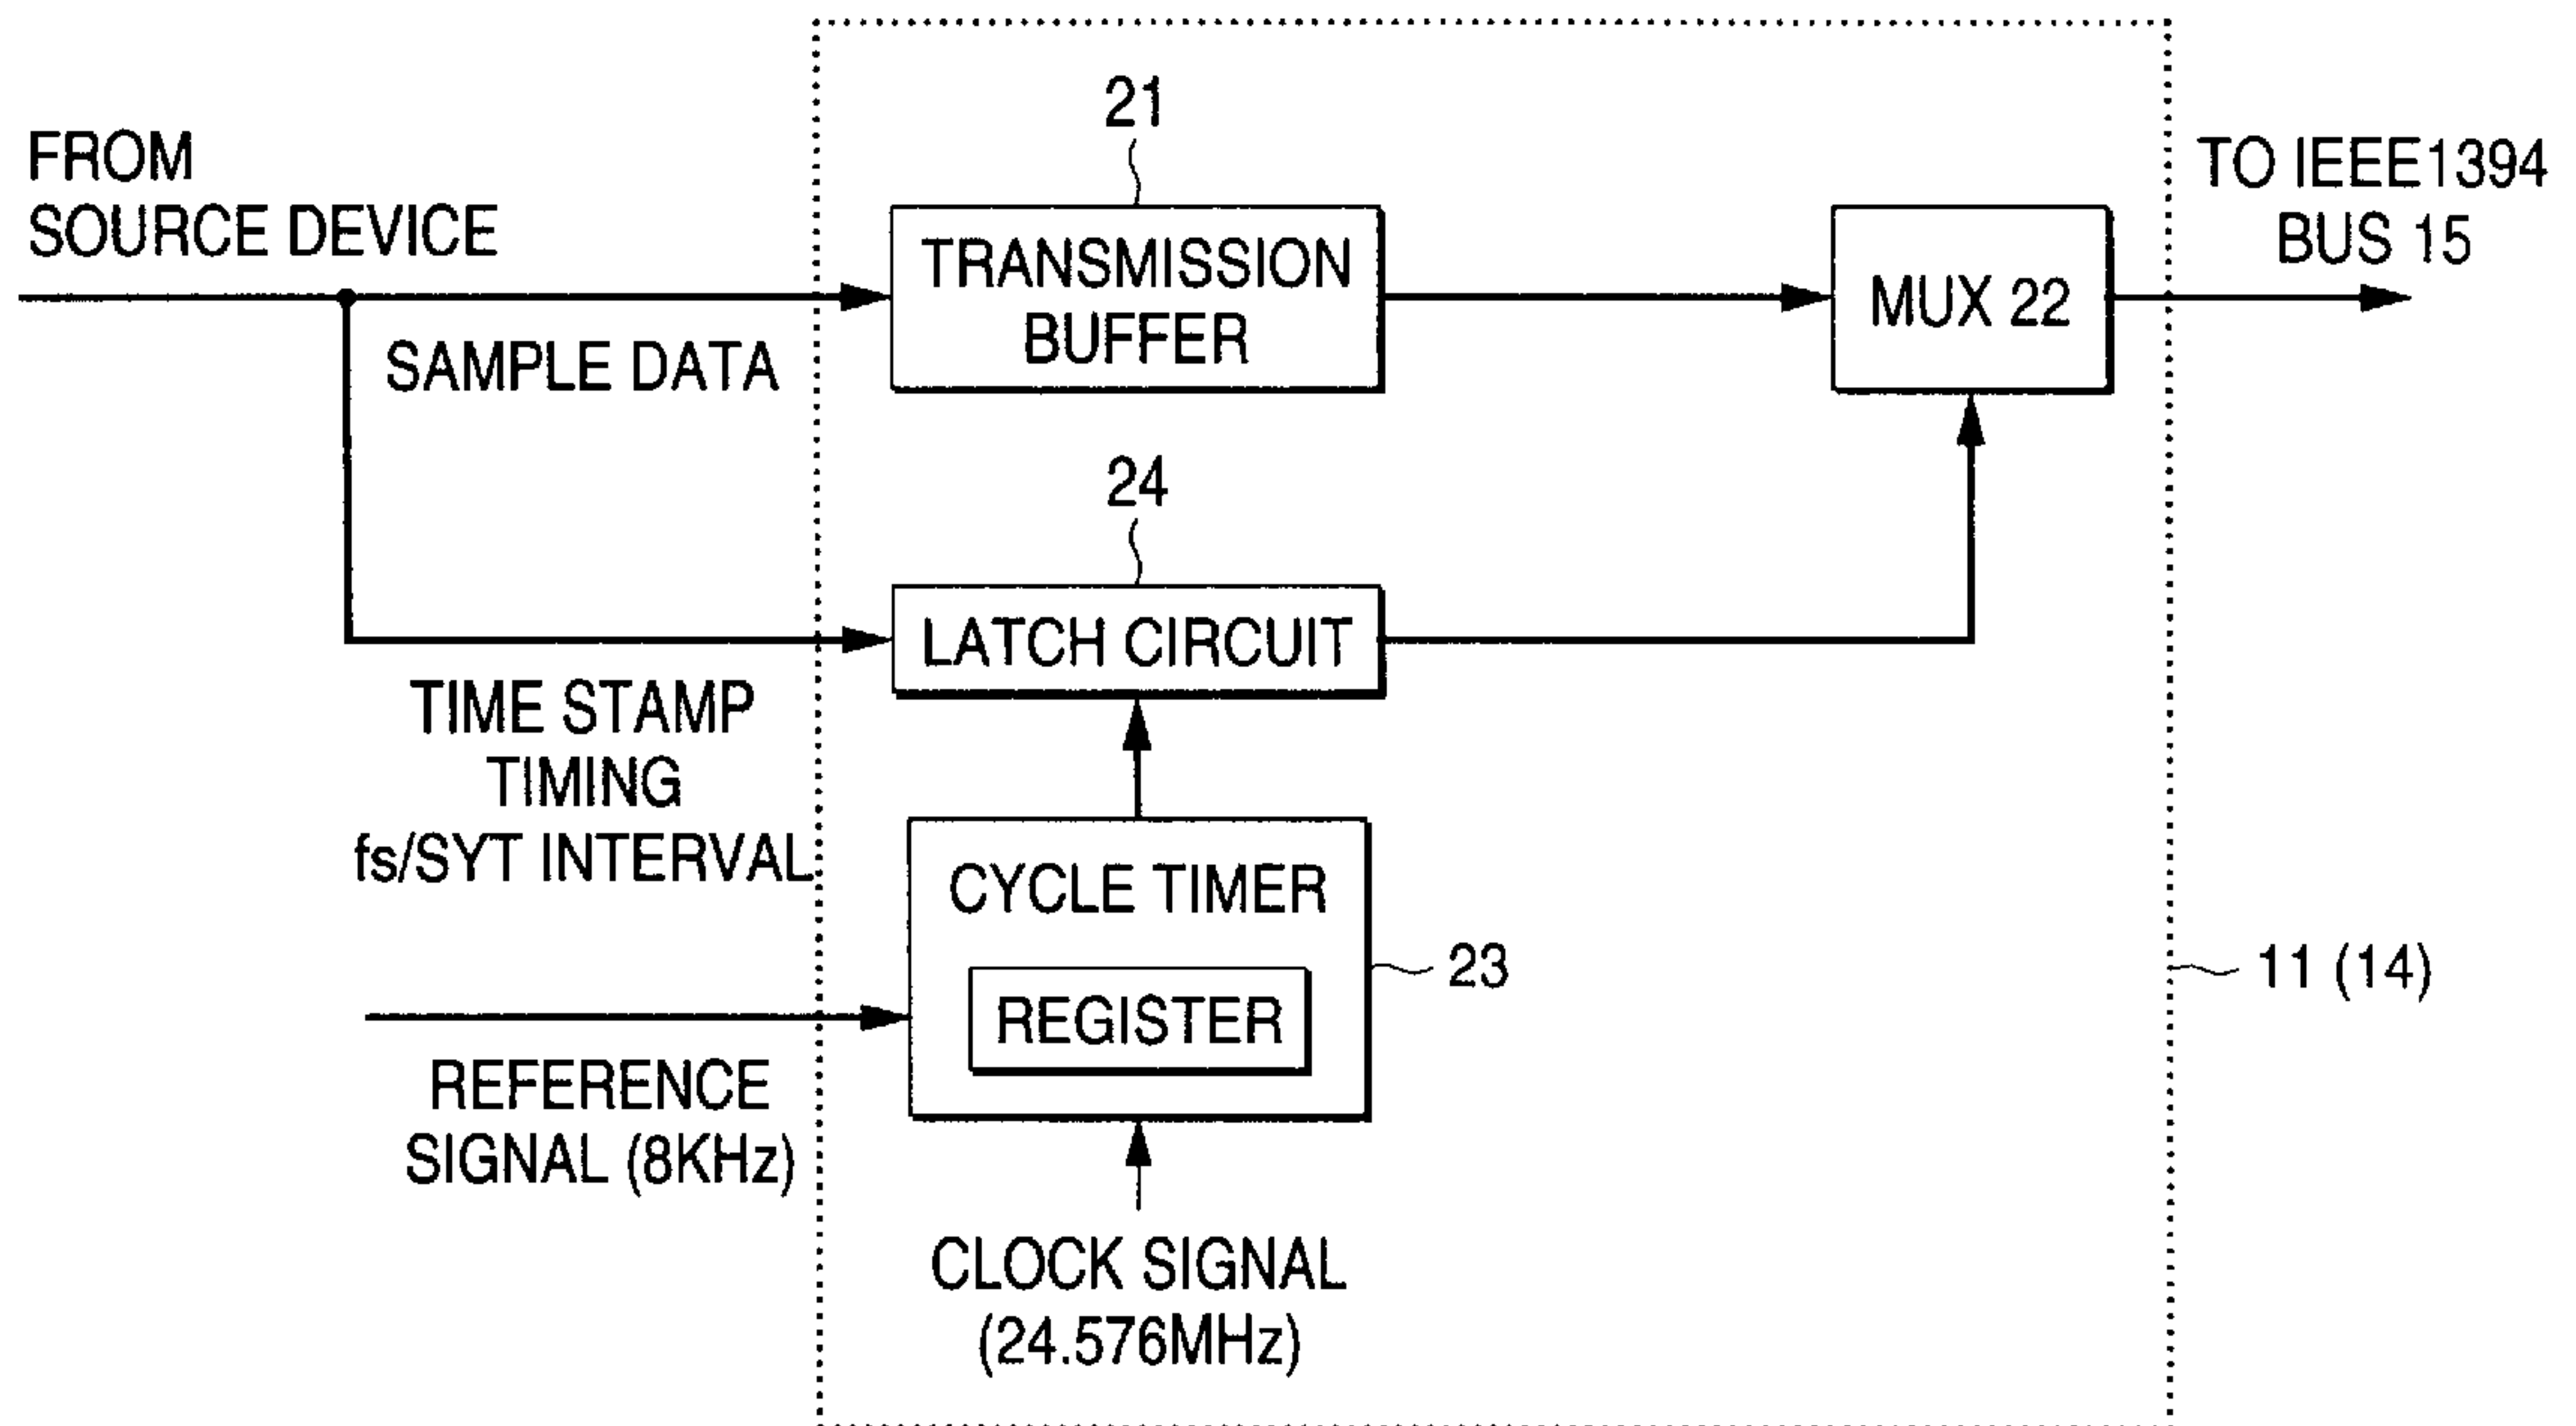 21
FROM
SOURCE DEVICE
TO IEEE1394
BUS 15
TRANSMISSION
BUFFER
MUX 22
SAMPLE DATA
24
LATCH CIRCUIT
TIME STAMP
TIMING
fs/SYT INTERVAL
CYCLE TIMER
23
11 (14)
REGISTER
REFERENCE
SIGNAL (8KHz)
CLOCK SIGNAL
(24.576MHz)